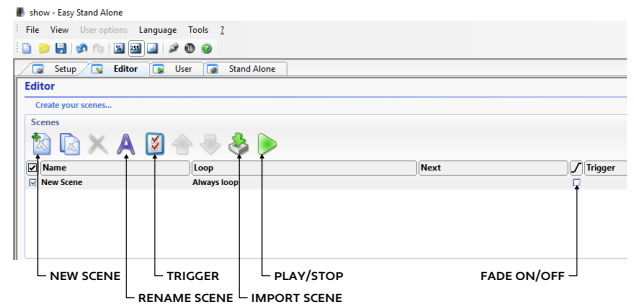 show - Easy Stand Alone
File View User options Language Tools ?
Setup Editor User Stand Alone
Editor
Create your scenes...
Scenes
Name Loop Next Trigger
New Scene Always loop
NEW SCENE TRIGGER PLAY/STOP FADE ON/OFF
RENAME SCENE IMPORT SCENE